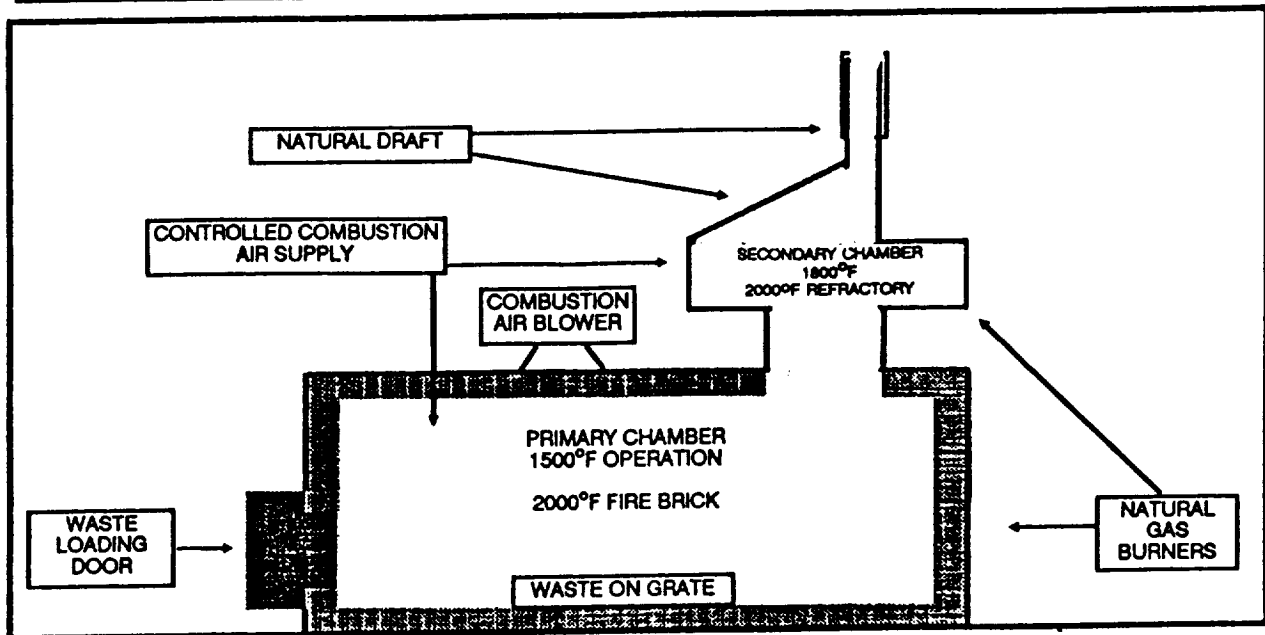 NATURAL DRAFT
CONTROLLED COMBUSTION
AIR SUPPLY
SECONDARY CHAMBER
1800°F
2000°F REFRACTORY
COMBUSTION
AIR BLOWER
PRIMARY CHAMBER
1500°F OPERATION
2000°F FIRE BRICK
WASTE
LOADING
DOOR
NATURAL
GAS
BURNERS
WASTE ON GRATE